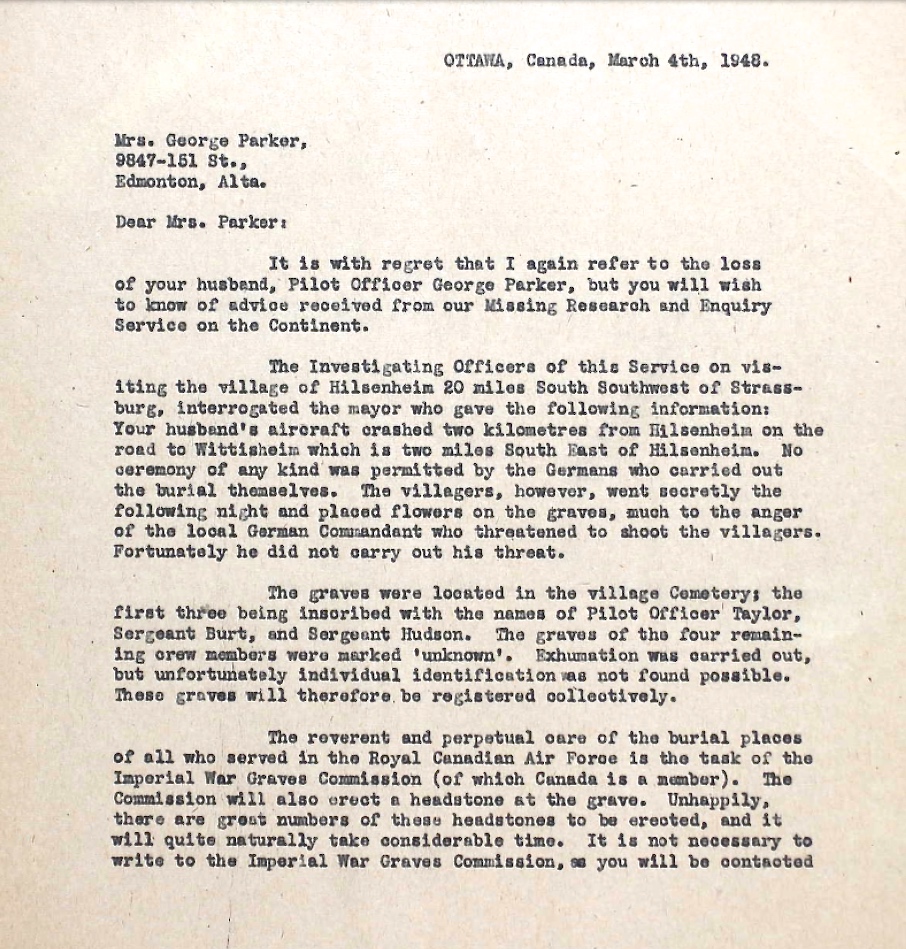 OTTAWA, Canada, March 4th, 1948.
Mrs. George Parker,
9847-151 St.,
Edmonton, Alta.
Dear Mrs. Parker:
It is with regret that I again refer to the loss
of your husband, Pilot Officer George Parker, but you will wish
to know of advice received from our Missing Research and Enquiry
Service on the Continent.
The Investigating Officers of this Service on vis-
iting the village of Hilsenheim 20 miles South Southwest of Strass-
burg, interrogated the mayor who gave the following information:
Your husband's aircraft crashed two kilometres from Hilsenheim on the
road to Wittisheim which is two miles South East of Hilsenheim. No
ceremony of any kind was permitted by the Germans who carried out
the burial themselves. The villagers, however, went secretly the
following night and placed flowers on the graves, much to the anger
of the local German Commandant who threatened to shoot the villagers.
Fortunately he did not carry out his threat.
The graves were located in the village Cemetery; the
first three being inscribed with the names of Pilot Officer Taylor,
Sergeant Burt, and Sergeant Hudson. The graves of the four remain-
ing crew members were marked 'unknown'. Exhumation was carried out,
but unfortunately individual identification was not found possible.
These graves will therefore be registered collectively.
The reverent and perpetual care of the burial places
of all who served in the Royal Canadian Air Force is the task of the
Imperial War Graves Commission (of which Canada is a member). The
Commission will also erect a headstone at the grave. Unhappily,
there are great numbers of these headstones to be erected, and it
will quite naturally take considerable time. It is not necessary to
write to the Imperial War Graves Commission, as you will be contacted